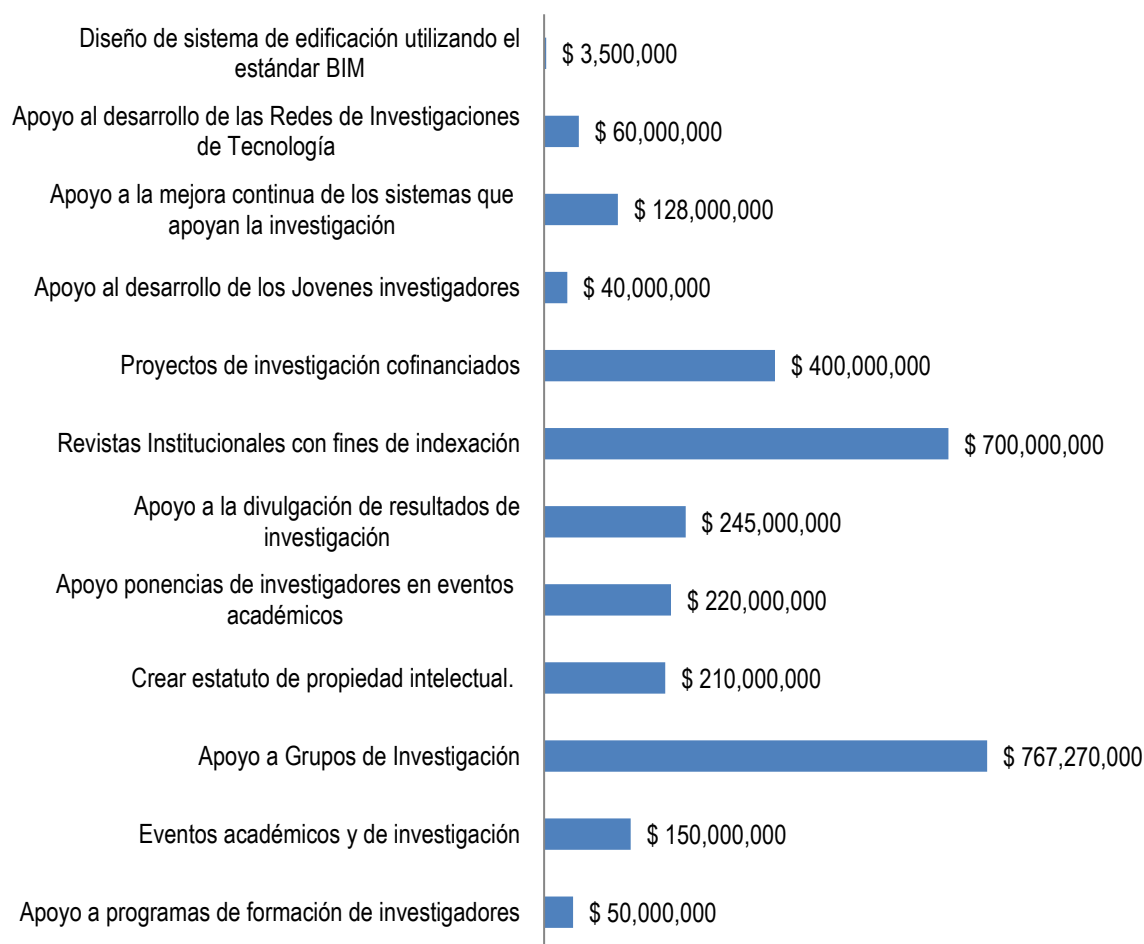 Diseño de sistema de edificación utilizando el
estándar BIM
$ 3,500,000
Apoyo al desarrollo de las Redes de Investigaciones
de Tecnología
$ 60,000,000
Apoyo a la mejora continua de los sistemas que
apoyan la investigación
$ 128,000,000
Apoyo al desarrollo de los Jovenes investigadores
$ 40,000,000
Proyectos de investigación cofinanciados
$ 400,000,000
Revistas Institucionales con fines de indexación
$ 700,000,000
Apoyo a la divulgación de resultados de
investigación
$ 245,000,000
Apoyo ponencias de investigadores en eventos
académicos
$ 220,000,000
Crear estatuto de propiedad intelectual.
$ 210,000,000
Apoyo a Grupos de Investigación
$ 767,270,000
Eventos académicos y de investigación
$ 150,000,000
Apoyo a programas de formación de investigadores
$ 50,000,000